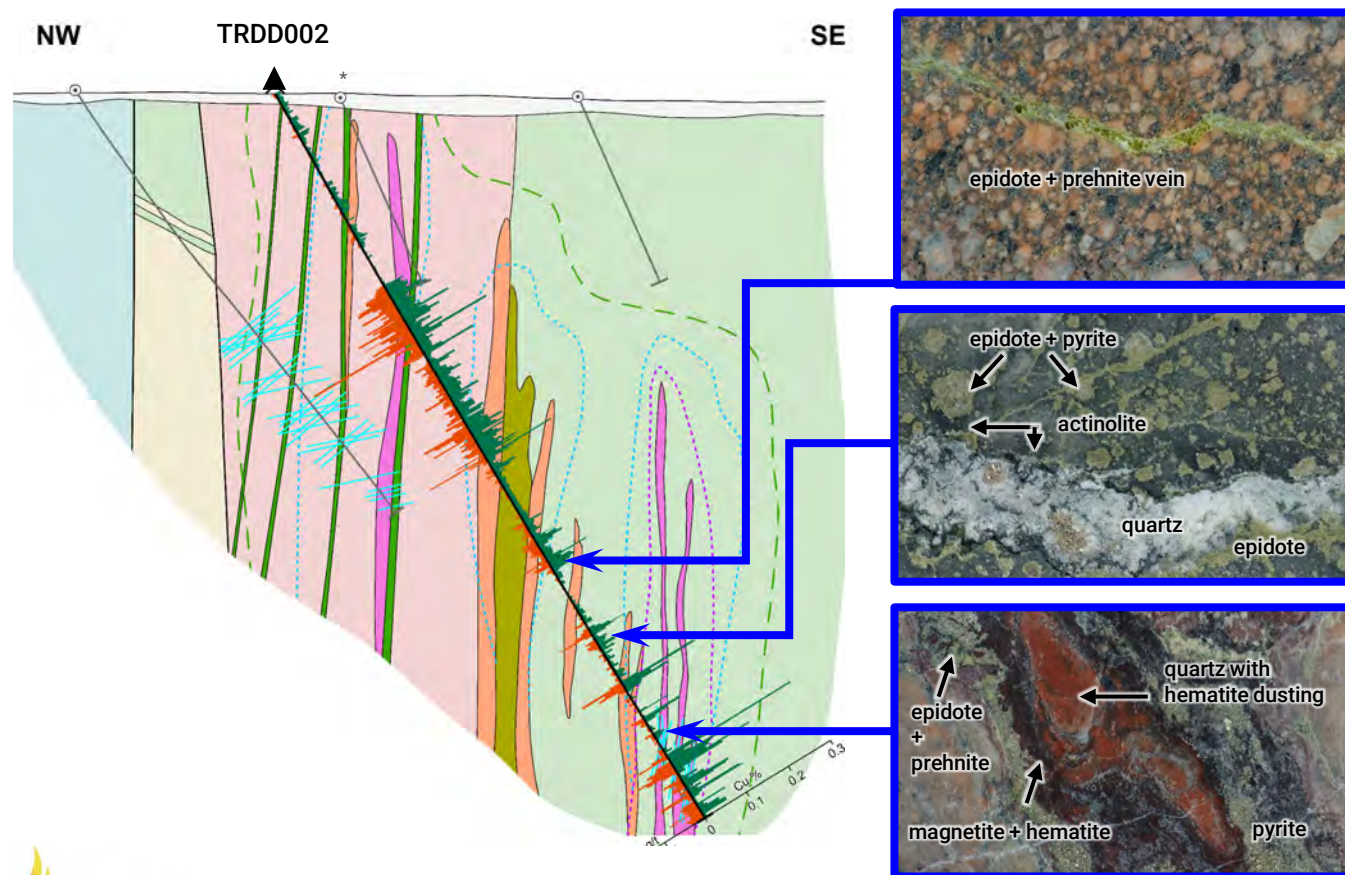 NW
TRDD002
SE
*
epidote + prehnite vein
epidote + pyrite
actinolite
quartz
epidote
quartz with
hematite dusting
epidote
+
prehnite
magnetite + hematite
pyrite
Cu %
0
0.1
0.2
0.3